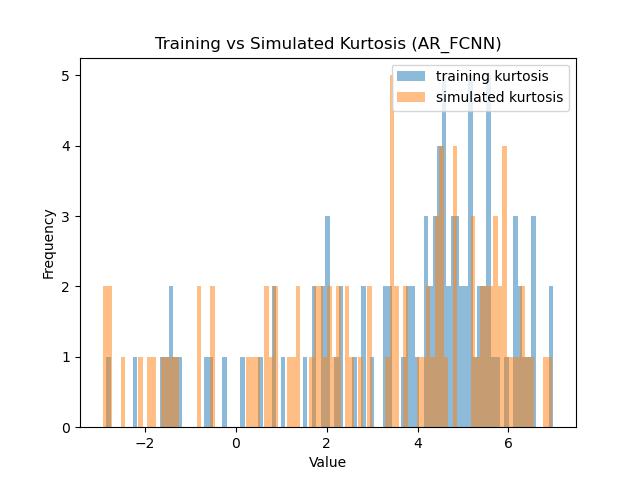 Training vs Simulated Kurtosis (AR_FCNN)
training kurtosis
simulated kurtosis
Frequency
5
4
3
2
1
0
−2
0
2
4
6
Value